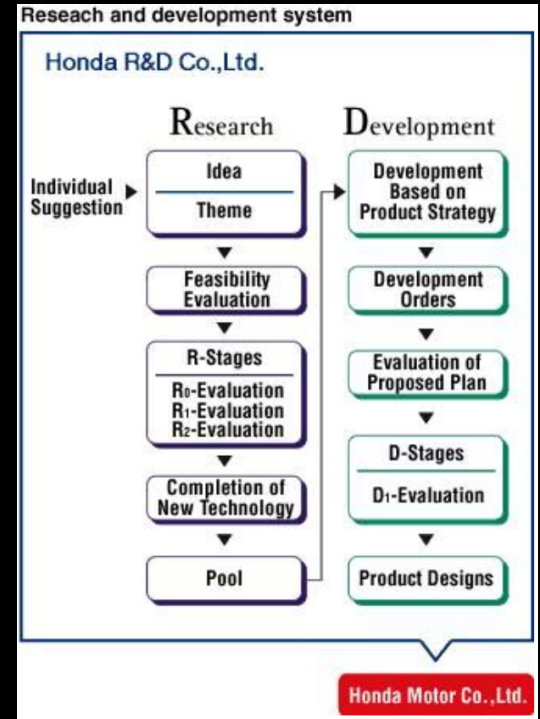 Reseach and development system
Honda R&D Co.,Ltd.
Research
Individual
Suggestion
Idea
Theme
Feasibility
Evaluation
R-Stages
R0-Evaluation
R1-Evaluation
R2-Evaluation
Completion of
New Technology
Pool
Development
Development
Based on
Product Strategy
Development
Orders
Evaluation of
Proposed Plan
D-Stages
D1-Evaluation
Product Designs
Honda Motor Co.,Ltd.